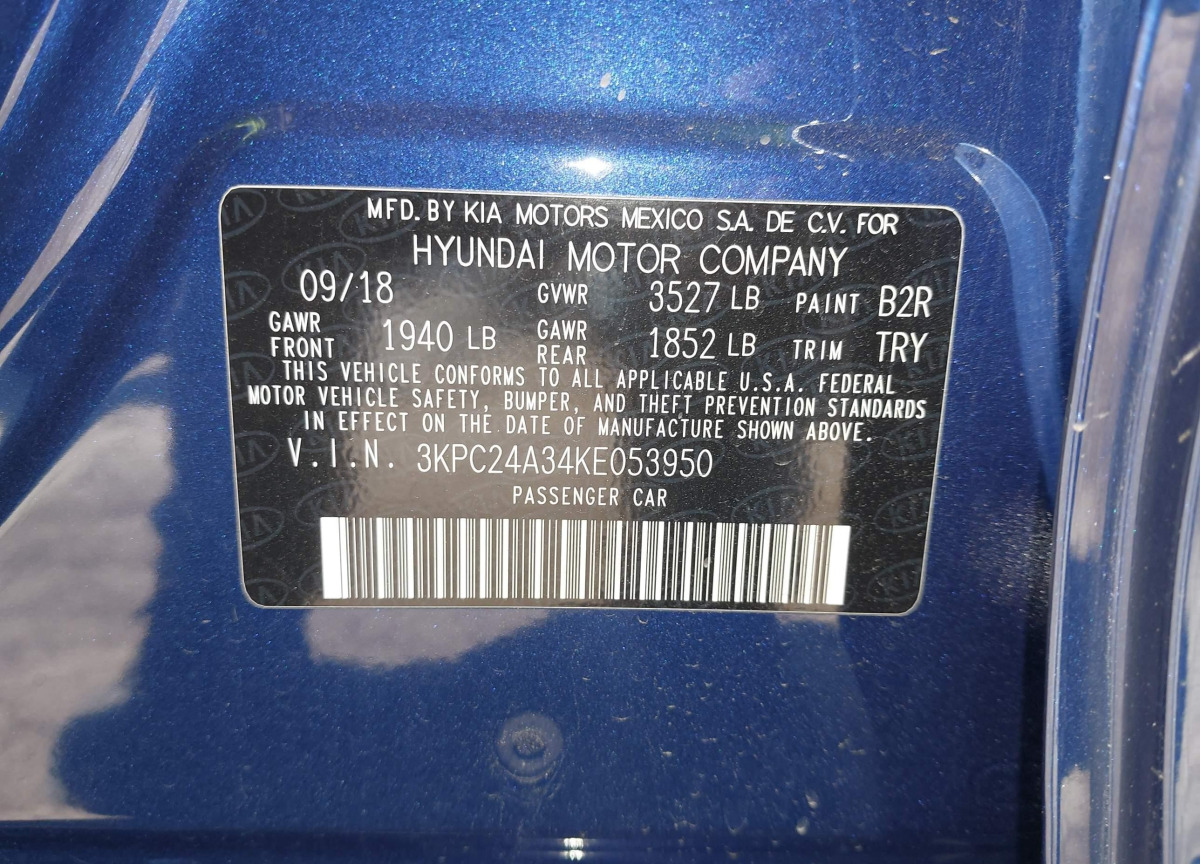 MFD. BY KIA MOTORS MEXICO S.A. DE C.V. FOR
HYUNDAI MOTOR COMPANY
09/18 GVWR 3527 LB PAINT B2R
GAWR FRONT 1940 LB GAWR REAR 1852 LB TRIM TRY
THIS VEHICLE CONFORMS TO ALL APPLICABLE U.S.A. FEDERAL
MOTOR VEHICLE SAFETY, BUMPER, AND THEFT PREVENTION STANDARDS
IN EFFECT ON THE DATE OF MANUFACTURE SHOWN ABOVE.
V.I.N. 3KPC24A34KE053950
PASSENGER CAR